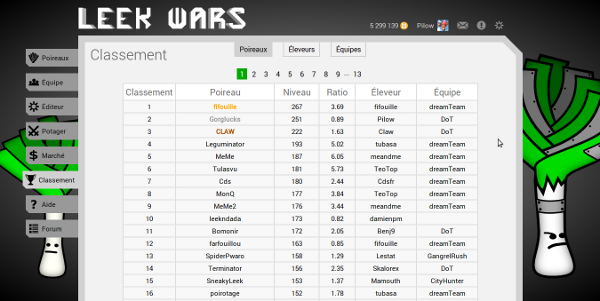 LEEK WARS
5 299 139 Pilow
Classement
Poireaux Éleveurs Équipes
1 2 3 4 5 6 7 8 9 ... 13
Poireaux
Équipe
Éditeur
Potager
Marché
Classement
Aide
Forum
Classement Poireau Niveau Ratio Éleveur Équipe
1 fifouille 267 3.69 fifouille dreamTeam
2 Gorglucks 251 0.89 Pilow DoT
3 CLAW 222 1.63 Claw DoT
4 Leguminator 193 5.02 tubasa dreamTeam
5 MeMe 187 6.05 meandme dreamTeam
6 Tulasvu 181 5.73 TeoTop dreamTeam
7 Cds 180 2.44 Cdsfr dreamTeam
8 MonQ 177 3.84 TeoTop dreamTeam
9 MeMe2 176 3.44 meandme dreamTeam
10 leekndada 173 0.82 damienpm
11 Bomonir 172 2.05 Benj9 DoT
12 farfouillou 163 0.85 fifouille dreamTeam
13 SpiderPwaro 158 1.29 Lestat GangrelRush
14 Terminator 156 2.35 Skalorex DoT
15 SneakyLeek 153 1.37 Mamouth CityHunter
16 poirotage 152 1.78 tubasa dreamTeam